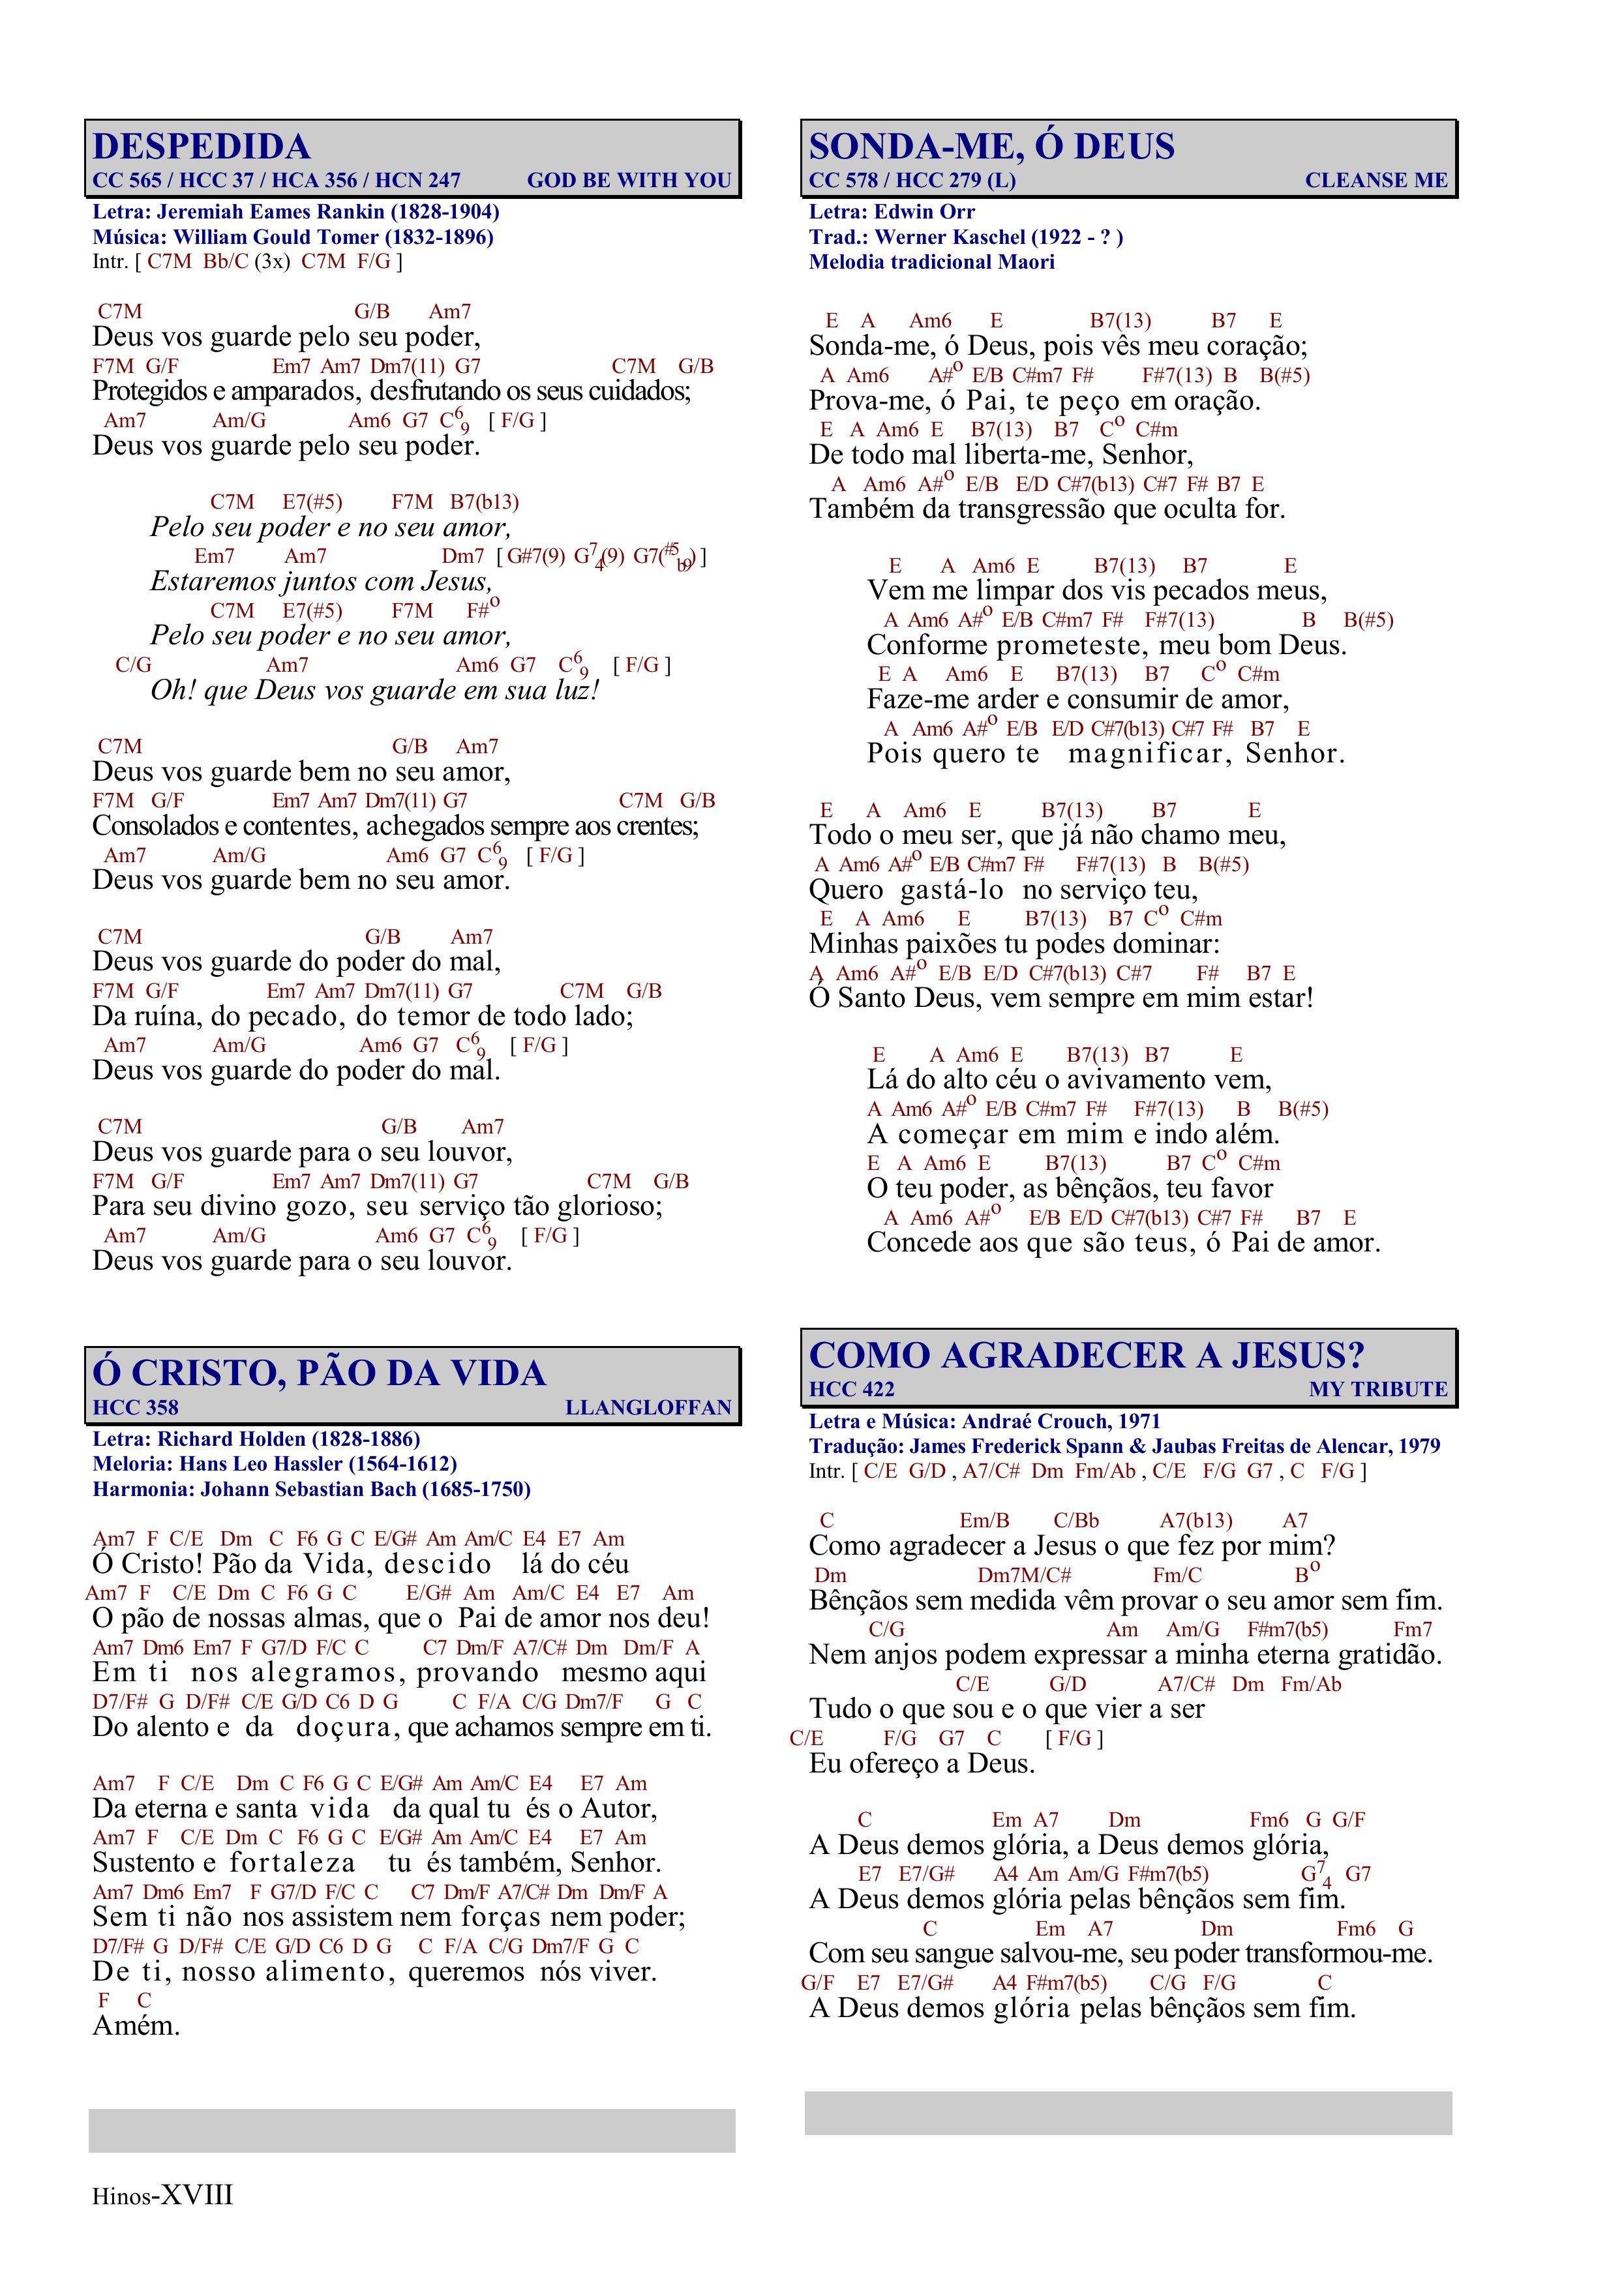 DESPEDIDA
CC 565 / HCC 37 / HCA 356 / HCN 247 GOD BE WITH YOU
Letra: Jeremiah Eames Rankin (1828-1904)
Música: William Gould Tomer (1832-1896)
Intr. [ C7M Bb/C (3x) C7M F/G ]
C7M G/B Am7
Deus vos guarde pelo seu poder,
F7M G/F Em7 Am7 Dm7(11) G7 C7M G/B
Protegidos e amparados, desfrutando os seus cuidados;
Am7 Am/G Am6 G7 C69 [ F/G ]
Deus vos guarde pelo seu poder.
C7M E7(#5) F7M B7(b13)
Pelo seu poder e no seu amor,
Em7 Am7 Dm7 [ G#7(9) G74(9) G7(#5b9) ]
Estaremos juntos com Jesus,
C7M E7(#5) F7M F#o
Pelo seu poder e no seu amor,
C/G Am7 Am6 G7 C69 [ F/G ]
Oh! que Deus vos guarde em sua luz!
C7M G/B Am7
Deus vos guarde bem no seu amor,
F7M G/F Em7 Am7 Dm7(11) G7 C7M G/B
Consolados e contentes, achegados sempre aos crentes;
Am7 Am/G Am6 G7 C69 [ F/G ]
Deus vos guarde bem no seu amor.
C7M G/B Am7
Deus vos guarde do poder do mal,
F7M G/F Em7 Am7 Dm7(11) G7 C7M G/B
Da ruína, do pecado, do temor de todo lado;
Am7 Am/G Am6 G7 C69 [ F/G ]
Deus vos guarde do poder do mal.
C7M G/B Am7
Deus vos guarde para o seu louvor,
F7M G/F Em7 Am7 Dm7(11) G7 C7M G/B
Para seu divino gozo, seu serviço tão glorioso;
Am7 Am/G Am6 G7 C69 [ F/G ]
Deus vos guarde para o seu louvor.
Ó CRISTO, PÃO DA VIDA
HCC 358 LLANGLOFFAN
Letra: Richard Holden (1828-1886)
Meloria: Hans Leo Hassler (1564-1612)
Harmonia: Johann Sebastian Bach (1685-1750)
Am7 F C/E Dm C F6 G C E/G# Am Am/C E4 E7 Am
Ó Cristo! Pão da Vida, descido lá do céu
Am7 F C/E Dm C F6 G C E/G# Am Am/C E4 E7 Am
O pão de nossas almas, que o Pai de amor nos deu!
Am7 Dm6 Em7 F G7/D F/C C C7 Dm/F A7/C# Dm Dm/F A
Em ti nos alegramos, provando mesmo aqui
D7/F# G D/F# C/E G/D C6 D G C F/A C/G Dm7/F G C
Do alento e da doçura, que achamos sempre em ti.
Am7 F C/E Dm C F6 G C E/G# Am Am/C E4 E7 Am
Da eterna e santa vida da qual tu és o Autor,
Am7 F C/E Dm C F6 G C E/G# Am Am/C E4 E7 Am
Sustento e fortaleza tu és também, Senhor.
Am7 Dm6 Em7 F G7/D F/C C C7 Dm/F A7/C# Dm Dm/F A
Sem ti não nos assistem nem forças nem poder;
D7/F# G D/F# C/E G/D C6 D G C F/A C/G Dm7/F G C
De ti, nosso alimento, queremos nós viver.
F C
Amém.
SONDA-ME, Ó DEUS
CC 578 / HCC 279 (L) CLEANSE ME
Letra: Edwin Orr
Trad.: Werner Kaschel (1922 - ? )
Melodia tradicional Maori
E A Am6 E B7(13) B7 E
Sonda-me, ó Deus, pois vês meu coração;
A Am6 A#o E/B C#m7 F# F#7(13) B B(#5)
Prova-me, ó Pai, te peço em oração.
E A Am6 E B7(13) B7 Co C#m
De todo mal liberta-me, Senhor,
A Am6 A#o E/B E/D C#7(b13) C#7 F# B7 E
Também da transgressão que oculta for.
E A Am6 E B7(13) B7 E
Vem me limpar dos vis pecados meus,
A Am6 A#o E/B C#m7 F# F#7(13) B B(#5)
Conforme prometeste, meu bom Deus.
E A Am6 E B7(13) B7 Co C#m
Faze-me arder e consumir de amor,
A Am6 A#o E/B E/D C#7(b13) C#7 F# B7 E
Pois quero te magnificar, Senhor.
E A Am6 E B7(13) B7 E
Todo o meu ser, que já não chamo meu,
A Am6 A#o E/B C#m7 F# F#7(13) B B(#5)
Quero gastá-lo no serviço teu,
E A Am6 E B7(13) B7 Co C#m
Minhas paixões tu podes dominar:
A Am6 A#o E/B E/D C#7(b13) C#7 F# B7 E
Ó Santo Deus, vem sempre em mim estar!
E A Am6 E B7(13) B7 E
Lá do alto céu o avivamento vem,
A Am6 A#o E/B C#m7 F# F#7(13) B B(#5)
A começar em mim e indo além.
E A Am6 E B7(13) B7 Co C#m
O teu poder, as bênçãos, teu favor
A Am6 A#o E/B E/D C#7(b13) C#7 F# B7 E
Concede aos que são teus, ó Pai de amor.
COMO AGRADECER A JESUS?
HCC 422 MY TRIBUTE
Letra e Música: Andraé Crouch, 1971
Tradução: James Frederick Spann & Jaubas Freitas de Alencar, 1979
Intr. [ C/E G/D , A7/C# Dm Fm/Ab , C/E F/G G7 , C F/G ]
C Em/B C/Bb A7(b13) A7
Como agradecer a Jesus o que fez por mim?
Dm Dm7M/C# Fm/C Bo
Bênçãos sem medida vêm provar o seu amor sem fim.
C/G Am Am/G F#m7(b5) Fm7
Nem anjos podem expressar a minha eterna gratidão.
C/E G/D A7/C# Dm Fm/Ab
Tudo o que sou e o que vier a ser
C/E F/G G7 C [ F/G ]
Eu ofereço a Deus.
C Em A7 Dm Fm6 G G/F
A Deus demos glória, a Deus demos glória,
E7 E7/G# A4 Am Am/G F#m7(b5) G74 G7
A Deus demos glória pelas bênçãos sem fim.
C Em A7 Dm Fm6 G
Com seu sangue salvou-me, seu poder transformou-me.
G/F E7 E7/G# A4 F#m7(b5) C/G F/G C
A Deus demos glória pelas bênçãos sem fim.
Hinos-XVIII